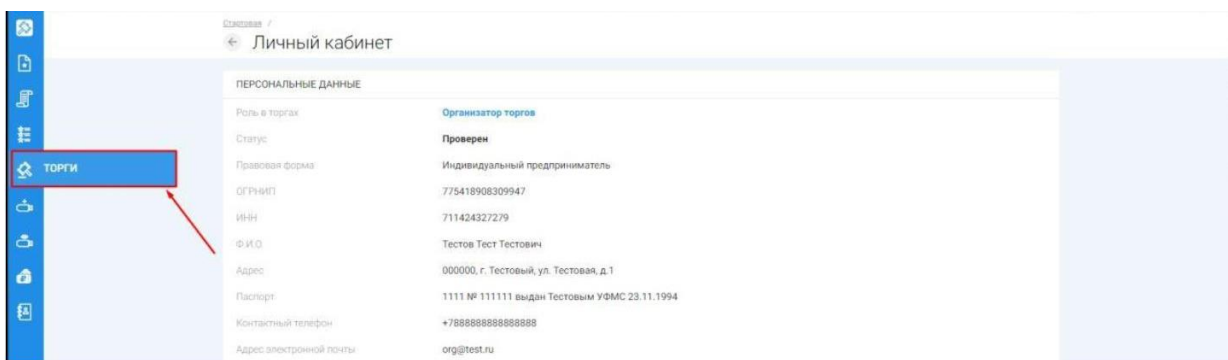 Стартовая /
Личный кабинет
ПЕРСОНАЛЬНЫЕ ДАННЫЕ
Роль в торгах Организатор торгов
Статус Проверен
ТОРГИ
Правовая форма Индивидуальный предприниматель
ОГРНИП 775418908309947
ИНН 711424327279
Ф.И.О. Тестов Тест Тестович
Адрес 000000, г. Тестовый, ул. Тестовая, д.1
Паспорт 1111 № 111111 выдан Тестовым УФМС 23.11.1994
Контактный телефон +7888888888888888
Адрес электронной почты org@test.ru